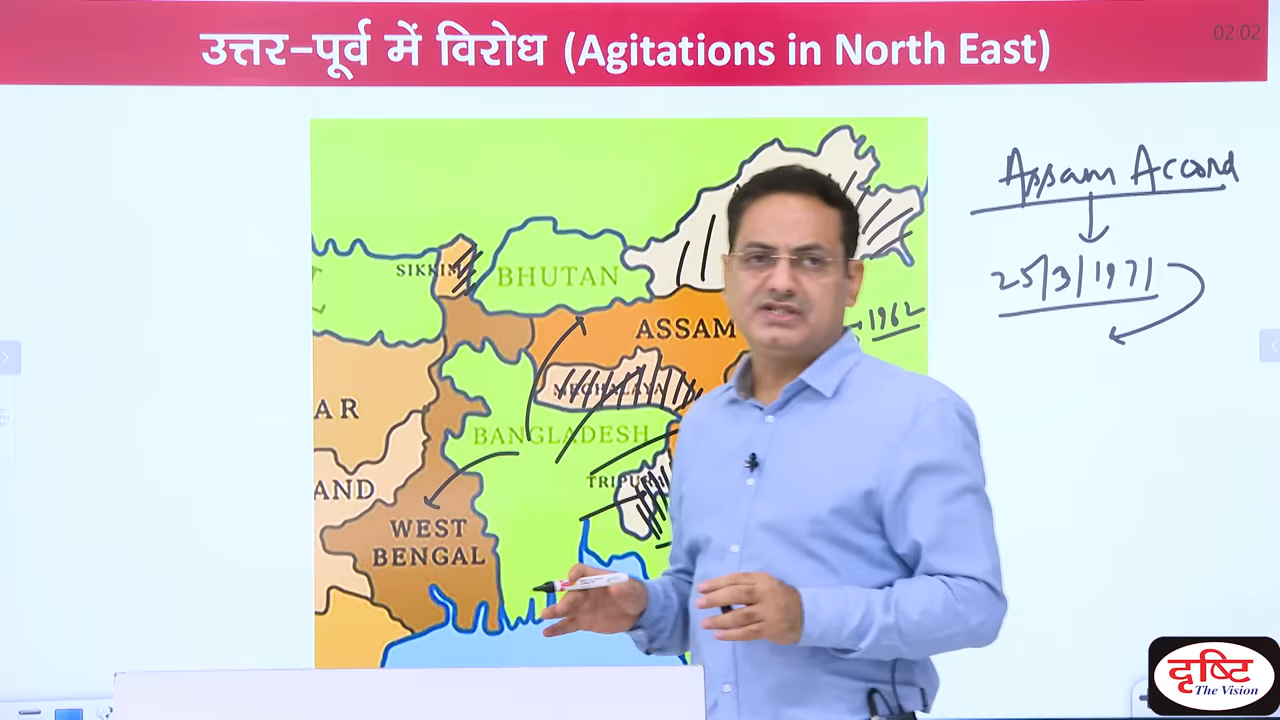 उत्तर–पूर्व में विरोध (Agitations in North East)
02:02
Assam Accord
25/3/1971
SIKKIM
BHUTAN
ASSAM
1962
MEGHALAYA
AR
BANGLADESH
TRIPURA
AND
WEST
BENGAL
दृष्टि
The Vision